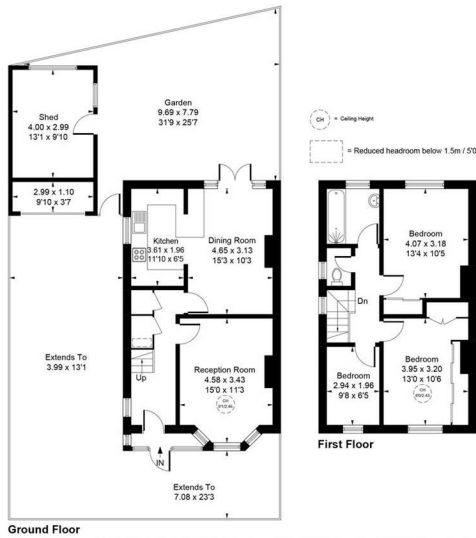 Shed
4.00 x 2.99
13'1 x 9'10
2.99 x 1.10
9'10 x 3'7
Garden
9.69 x 7.79
31'9 x 25'7
CH = Ceiling Height
= Reduced headroom below 1.5m / 5'0
Kitchen
3.61 x 1.96
11'10 x 6'5
Dining Room
4.65 x 3.13
15'3 x 10'3
Extends To
3.99 x 13'1
Up
Reception Room
4.58 x 3.43
15'0 x 11'3
CH
IN
Extends To
7.08 x 23'3
Ground Floor
Bedroom
4.07 x 3.18
13'4 x 10'5
Dn
Bedroom
3.95 x 3.20
13'0 x 10'6
CH
Bedroom
2.94 x 1.96
9'8 x 6'5
First Floor